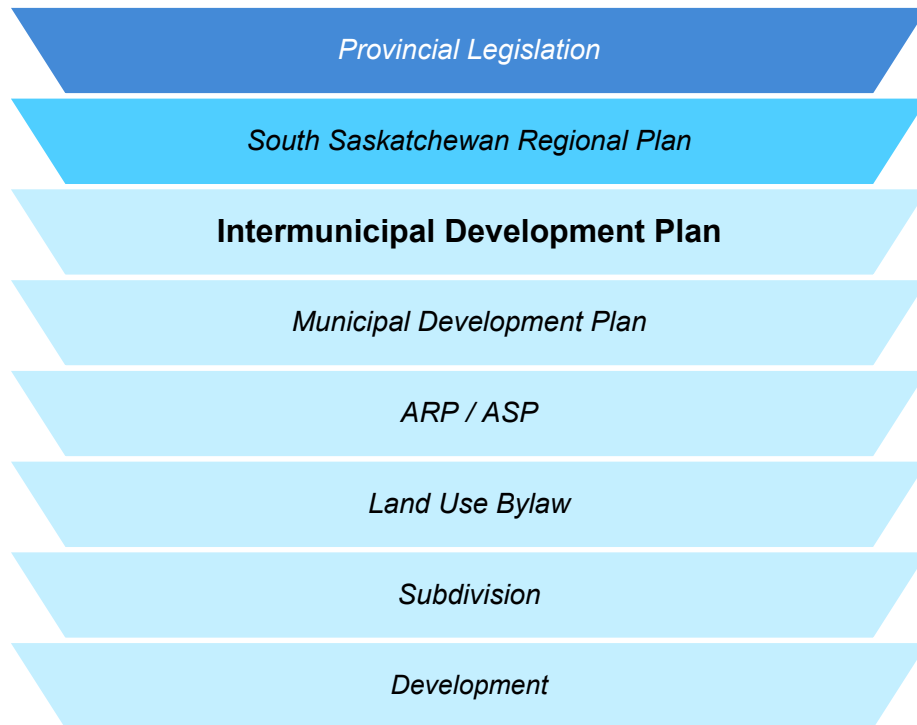 Provincial Legislation
South Saskatchewan Regional Plan
Intermunicipal Development Plan
Municipal Development Plan
ARP / ASP
Land Use Bylaw
Subdivision
Development